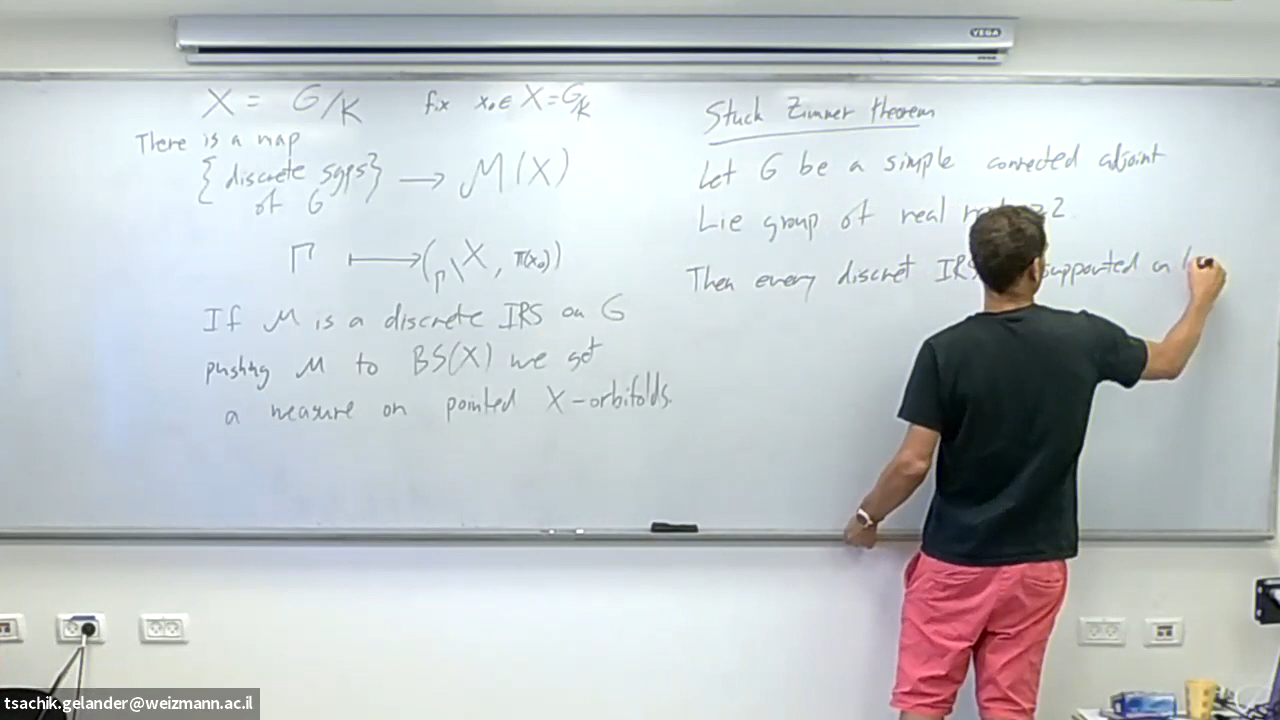 VEGA
X = G/K fix x₀ ∈ X = G/K
There is a map
{ discrete sgps of G } → M(X)
Γ ↦ (Γ\X, π(x₀))
If μ is a discrete IRS on G
pushing μ to BS(X) we get
a measure on pointed X-orbifolds.
Stuck Zimmer theorem
Let G be a simple connected adjoint
Lie group of real 2.
Then every discret IRS supported on
tsachik.gelander@weizmann.ac.il